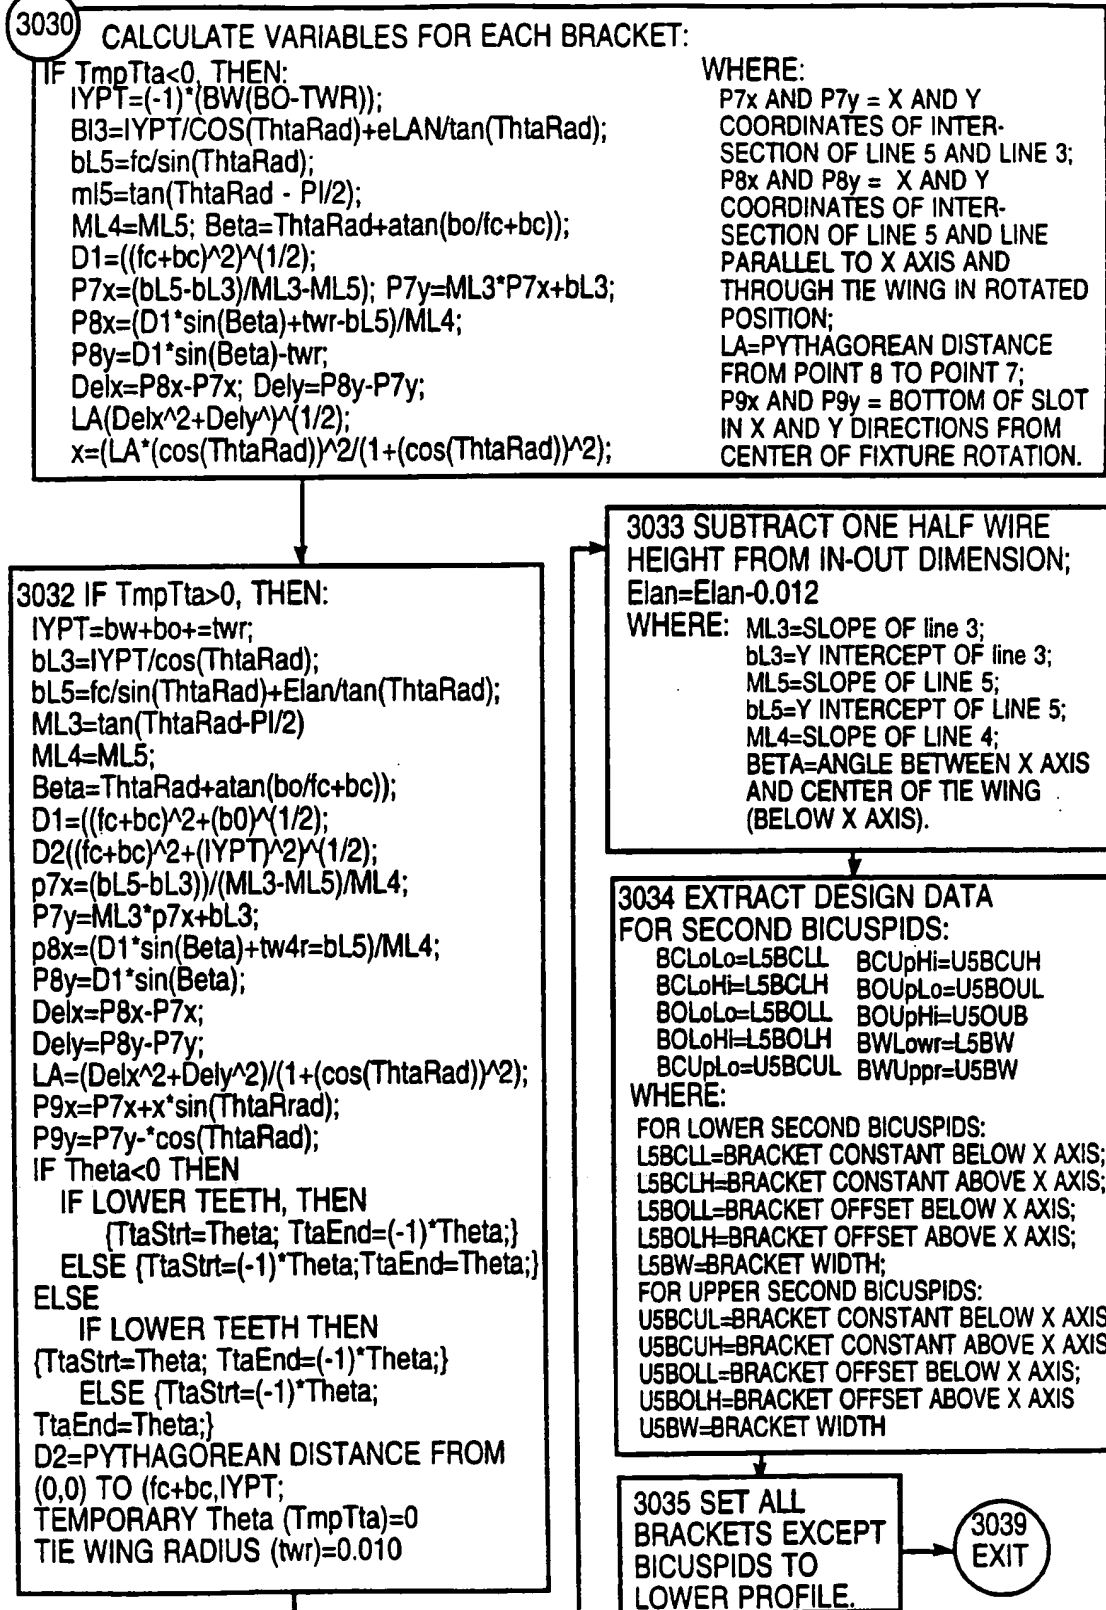 3030
CALCULATE VARIABLES FOR EACH BRACKET:
IF TmpTta<0, THEN:
IYPT=(-1)*(BW(BO-TWR));
BI3=IYPT/COS(ThtaRad)+eLAN/tan(ThtaRad);
bL5=fc/sin(ThtaRad);
ml5=tan(ThtaRad - PI/2);
ML4=ML5; Beta=ThtaRad+atan(bo/fc+bc));
D1=((fc+bc)^2)^(1/2);
P7x=(bL5-bL3)/ML3-ML5); P7y=ML3*P7x+bL3;
P8x=(D1*sin(Beta)+twr-bL5)/ML4;
P8y=D1*sin(Beta)-twr;
Delx=P8x-P7x; Dely=P8y-P7y;
LA(Delx^2+Dely^)^(1/2);
x=(LA*(cos(ThtaRad))^2/(1+(cos(ThtaRad))^2);
WHERE:
P7x AND P7y = X AND Y
COORDINATES OF INTER-
SECTION OF LINE 5 AND LINE 3;
P8x AND P8y = X AND Y
COORDINATES OF INTER-
SECTION OF LINE 5 AND LINE
PARALLEL TO X AXIS AND
THROUGH TIE WING IN ROTATED
POSITION;
LA=PYTHAGOREAN DISTANCE
FROM POINT 8 TO POINT 7;
P9x AND P9y = BOTTOM OF SLOT
IN X AND Y DIRECTIONS FROM
CENTER OF FIXTURE ROTATION.
3032 IF TmpTta>0, THEN:
IYPT=bw+bo+=twr;
bL3=IYPT/cos(ThtaRad);
bL5=fc/sin(ThtaRad)+Elan/tan(ThtaRad);
ML3=tan(ThtaRad-PI/2)
ML4=ML5;
Beta=ThtaRad+atan(bo/fc+bc));
D1=((fc+bc)^2+(b0)^(1/2);
D2((fc+bc)^2+(IYPT)^2)^(1/2);
p7x=(bL5-bL3))/(ML3-ML5)/ML4;
P7y=ML3*p7x+bL3;
p8x=(D1*sin(Beta)+tw4r=bL5)/ML4;
P8y=D1*sin(Beta);
Delx=P8x-P7x;
Dely=P8y-P7y;
LA=(Delx^2+Dely^2)/(1+(cos(ThtaRad))^2);
P9x=P7x+x*sin(ThtaRrad);
P9y=P7y-*cos(ThtaRad);
IF Theta<0 THEN
IF LOWER TEETH, THEN
{TtaStrt=Theta; TtaEnd=(-1)*Theta;}
ELSE {TtaStrt=(-1)*Theta;TtaEnd=Theta;}
ELSE
IF LOWER TEETH THEN
{TtaStrt=Theta; TtaEnd=(-1)*Theta;}
ELSE {TtaStrt=(-1)*Theta;
TtaEnd=Theta;}
D2=PYTHAGOREAN DISTANCE FROM
(0,0) TO (fc+bc,IYPT;
TEMPORARY Theta (TmpTta)=0
TIE WING RADIUS (twr)=0.010
3033 SUBTRACT ONE HALF WIRE
HEIGHT FROM IN-OUT DIMENSION;
Elan=Elan-0.012
WHERE: ML3=SLOPE OF line 3;
bL3=Y INTERCEPT OF line 3;
ML5=SLOPE OF LINE 5;
bL5=Y INTERCEPT OF LINE 5;
ML4=SLOPE OF LINE 4;
BETA=ANGLE BETWEEN X AXIS
AND CENTER OF TIE WING
(BELOW X AXIS).
3034 EXTRACT DESIGN DATA
FOR SECOND BICUSPIDS:
BCLoLo=L5BCLL BCUpHi=U5BCUH
BCLoHi=L5BCLH BOUpLo=U5BOUL
BOLoLo=L5BOLL BOUpHi=U5OUB
BOLoHI=L5BOLH BWLowr=L5BW
BCUpLo=U5BCUL BWUppr=U5BW
WHERE:
FOR LOWER SECOND BICUSPIDS:
L5BCLL=BRACKET CONSTANT BELOW X AXIS;
L5BCLH=BRACKET CONSTANT ABOVE X AXIS;
L5BOLL=BRACKET OFFSET BELOW X AXIS;
L5BOLH=BRACKET OFFSET ABOVE X AXIS;
L5BW=BRACKET WIDTH;
FOR UPPER SECOND BICUSPIDS:
U5BCUL=BRACKET CONSTANT BELOW X AXIS
U5BCUH=BRACKET CONSTANT ABOVE X AXIS
U5BOLL=BRACKET OFFSET BELOW X AXIS;
U5BOLH=BRACKET OFFSET ABOVE X AXIS
U5BW=BRACKET WIDTH
3035 SET ALL
BRACKETS EXCEPT
BICUSPIDS TO
LOWER PROFILE.
3039
EXIT